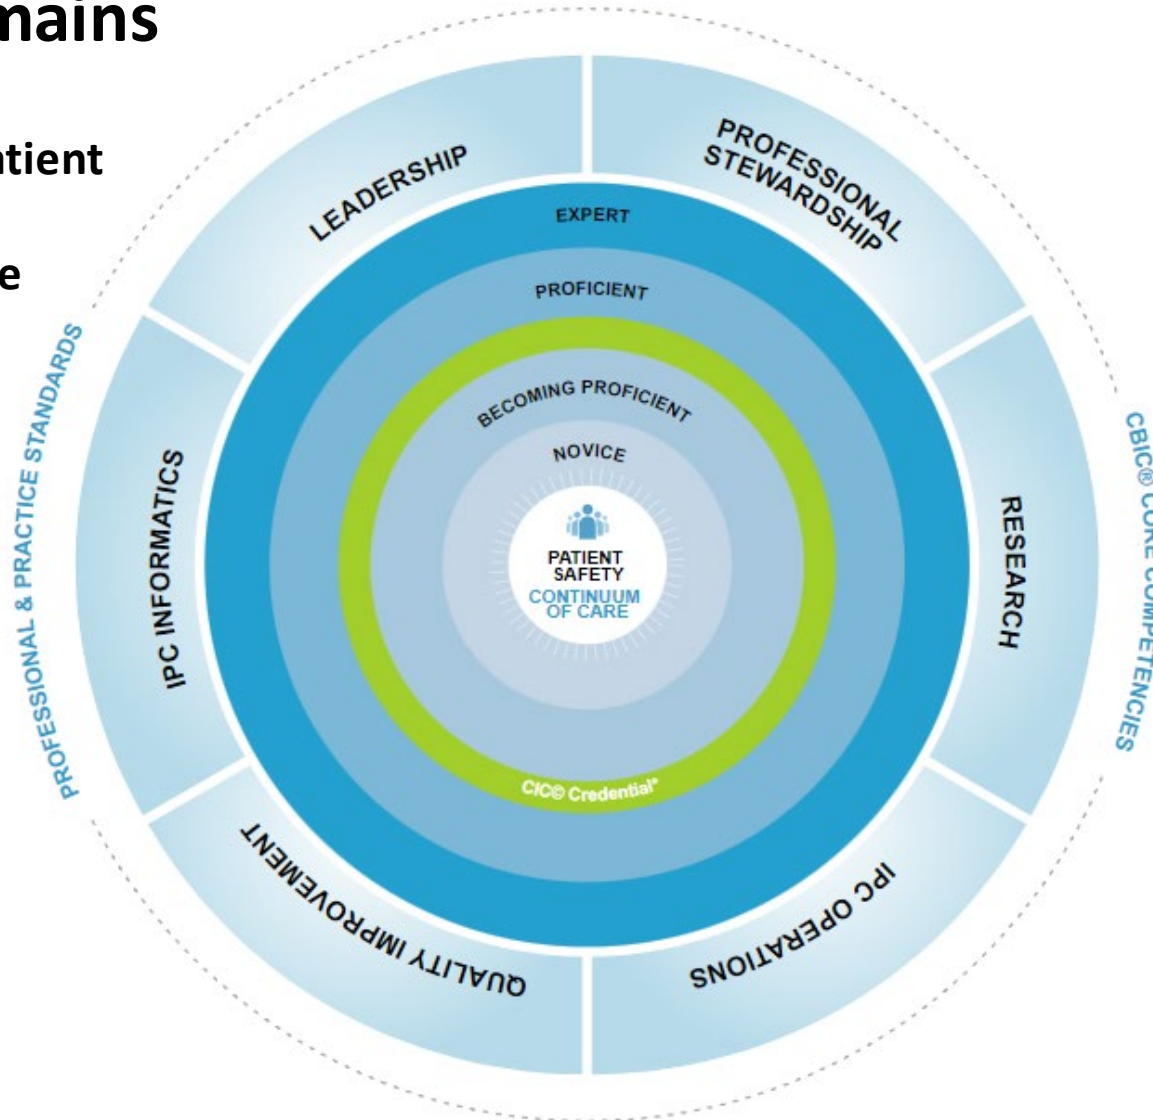 mains
atient
e
LEADERSHIP
PROFESSIONAL
STEWARDSHIP
EXPERT
PROFICIENT
BECOMING PROFICIENT
NOVICE
PATIENT
SAFETY
CONTINUUM
OF CARE
CIC© Credential*
PROFESSIONAL & PRACTICE STANDARDS
IPC INFORMATICS
RESEARCH
CBIC® CORE COMPETENCIES
QUALITY IMPROVEMENT
IPC OPERATIONS